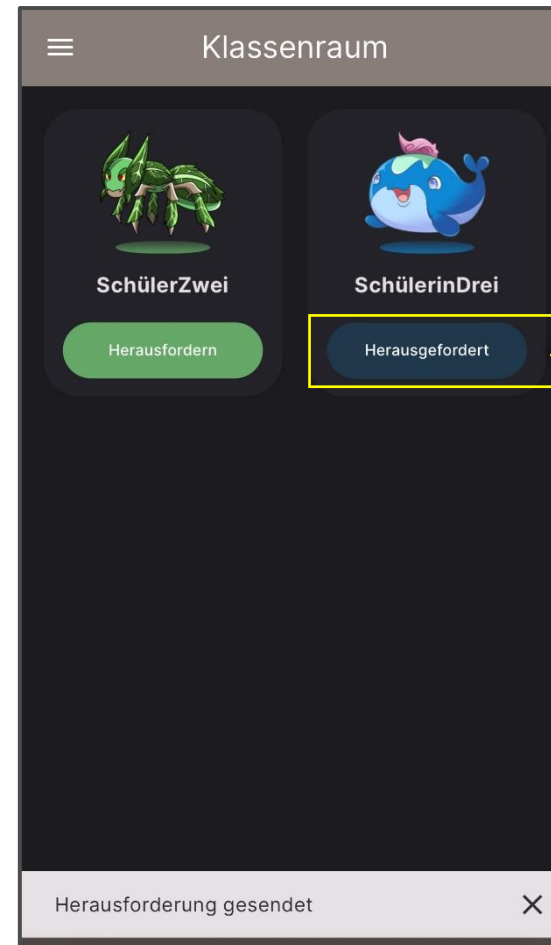 Klassenraum
SchülerZwei
SchülerinDrei
Herausfordern
Herausgefordert
Herausforderung gesendet